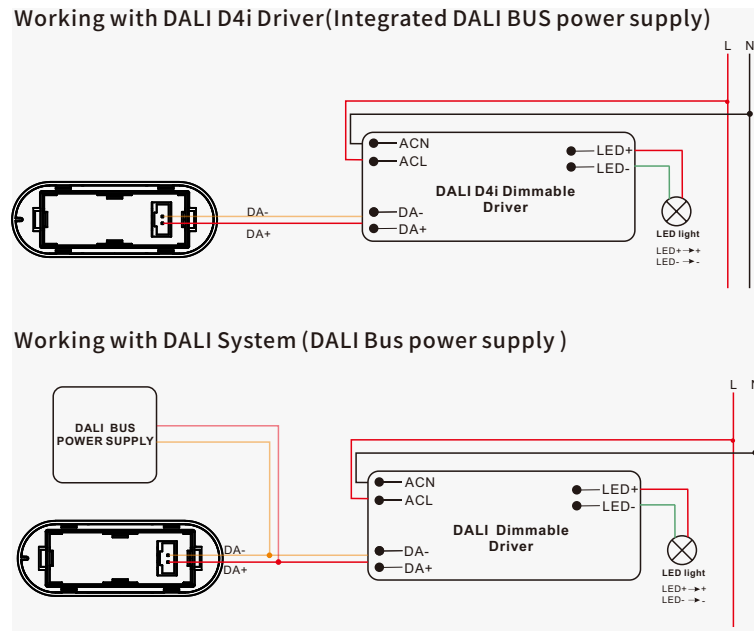 Working with DALI D4i Driver(Integrated DALI BUS power supply)
L N
ACN
ACL
LED+
LED-
DALI D4i Dimmable
Driver
DA-
DA+
DA-
DA+
LED light
LED+→+
LED-→-
Working with DALI System (DALI Bus power supply )
L N
DALI BUS
POWER SUPPLY
ACN
ACL
LED+
LED-
DALI Dimmable
Driver
DA-
DA+
DA-
DA+
LED light
LED+→+
LED-→-